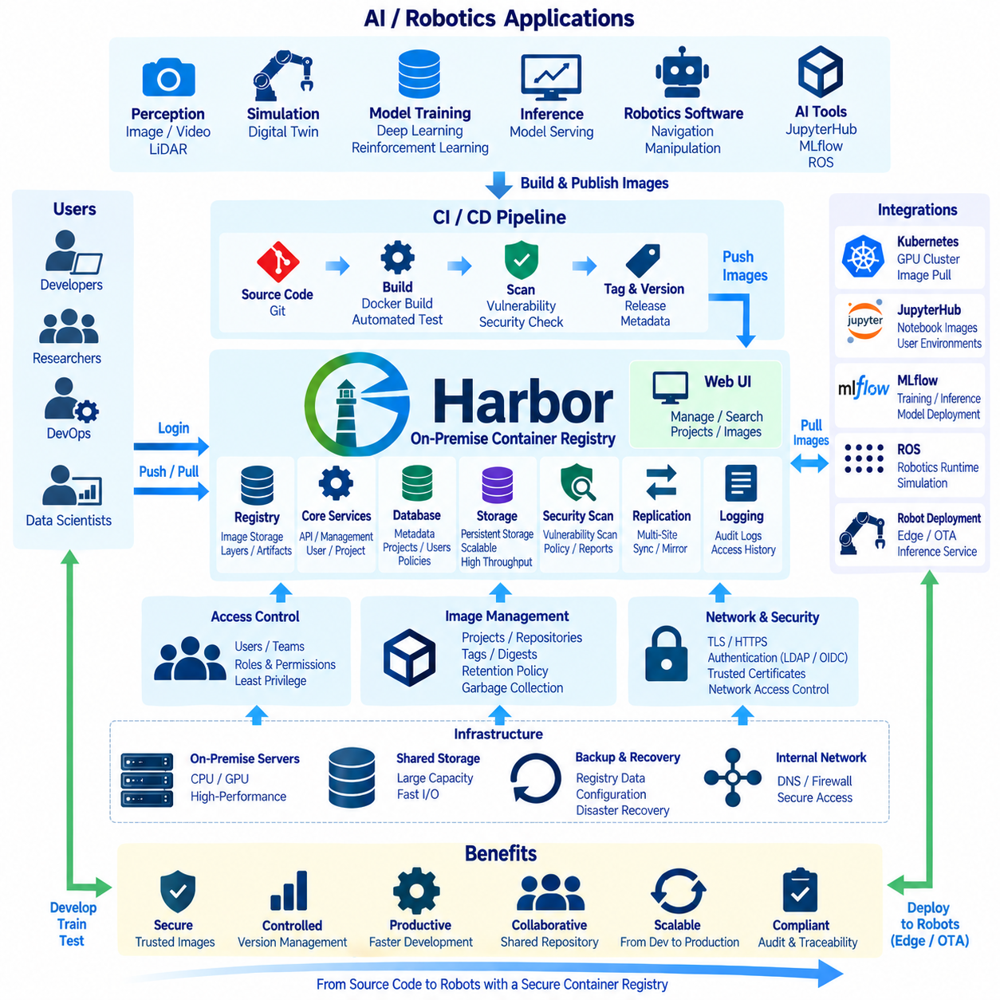 AI / Robotics Applications
Perception
Image / Video
LiDAR
Simulation
Digital Twin
Model Training
Deep Learning
Reinforcement Learning
Inference
Model Serving
Robotics Software
Navigation
Manipulation
AI Tools
JupyterHub
MLflow
ROS
Build & Publish Images
Users
Developers
Researchers
DevOps
Data Scientists
CI / CD Pipeline
Source Code
Git
Build
Docker Build
Automated Test
Scan
Vulnerability
Security Check
Tag & Version
Release
Metadata
Push
Images
Integrations
Kubernetes
GPU Cluster
Image Pull
jupyter
JupyterHub
Notebook Images
User Environments
mlflow
MLflow
Training / Inference
Model Deployment
ROS
Robotics Runtime
Simulation
Robot Deployment
Edge / OTA
Inference Service
Login
Push / Pull
Harbor
On-Premise Container Registry
Web UI
Manage / Search
Projects / Images
Pull
Images
Registry
Image Storage
Layers / Artifacts
Core Services
API / Management
User / Project
Database
Metadata
Projects / Users
Policies
Storage
Persistent Storage
Scalable
High Throughput
Security Scan
Vulnerability Scan
Policy / Reports
Replication
Multi-Site
Sync / Mirror
Logging
Audit Logs
Access History
Access Control
Users / Teams
Roles & Permissions
Least Privilege
Image Management
Projects / Repositories
Tags / Digests
Retention Policy
Garbage Collection
Network & Security
TLS / HTTPS
Authentication (LDAP / OIDC)
Trusted Certificates
Network Access Control
Infrastructure
On-Premise Servers
CPU / GPU
High-Performance
Shared Storage
Large Capacity
Fast I/O
Backup & Recovery
Registry Data
Configuration
Disaster Recovery
Internal Network
DNS / Firewall
Secure Access
Develop
Train
Test
Benefits
Secure
Trusted Images
Controlled
Version Management
Productive
Faster Development
Collaborative
Shared Repository
Scalable
From Dev to Production
Compliant
Audit & Traceability
Deploy
to Robots
(Edge / OTA)
From Source Code to Robots with a Secure Container Registry